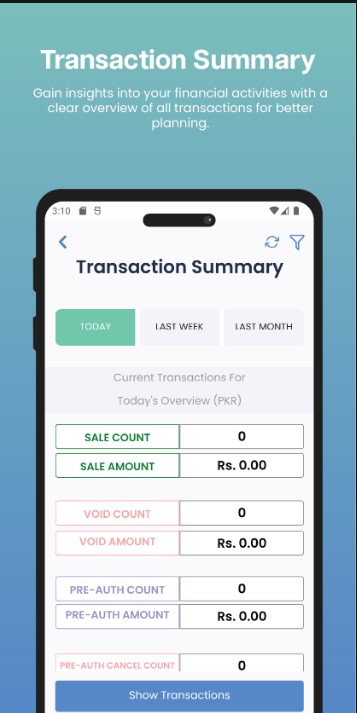 Transaction Summary
Gain insights into your financial activities with a
clear overview of all transactions for better
planning.
3:10
Transaction Summary
TODAY
LAST WEEK
LAST MONTH
Current Transactions For
Today's Overview (PKR)
SALE COUNT 0
SALE AMOUNT Rs. 0.00
VOID COUNT 0
VOID AMOUNT Rs. 0.00
PRE-AUTH COUNT 0
PRE-AUTH AMOUNT Rs. 0.00
PRE-AUTH CANCEL COUNT 0
Show Transactions